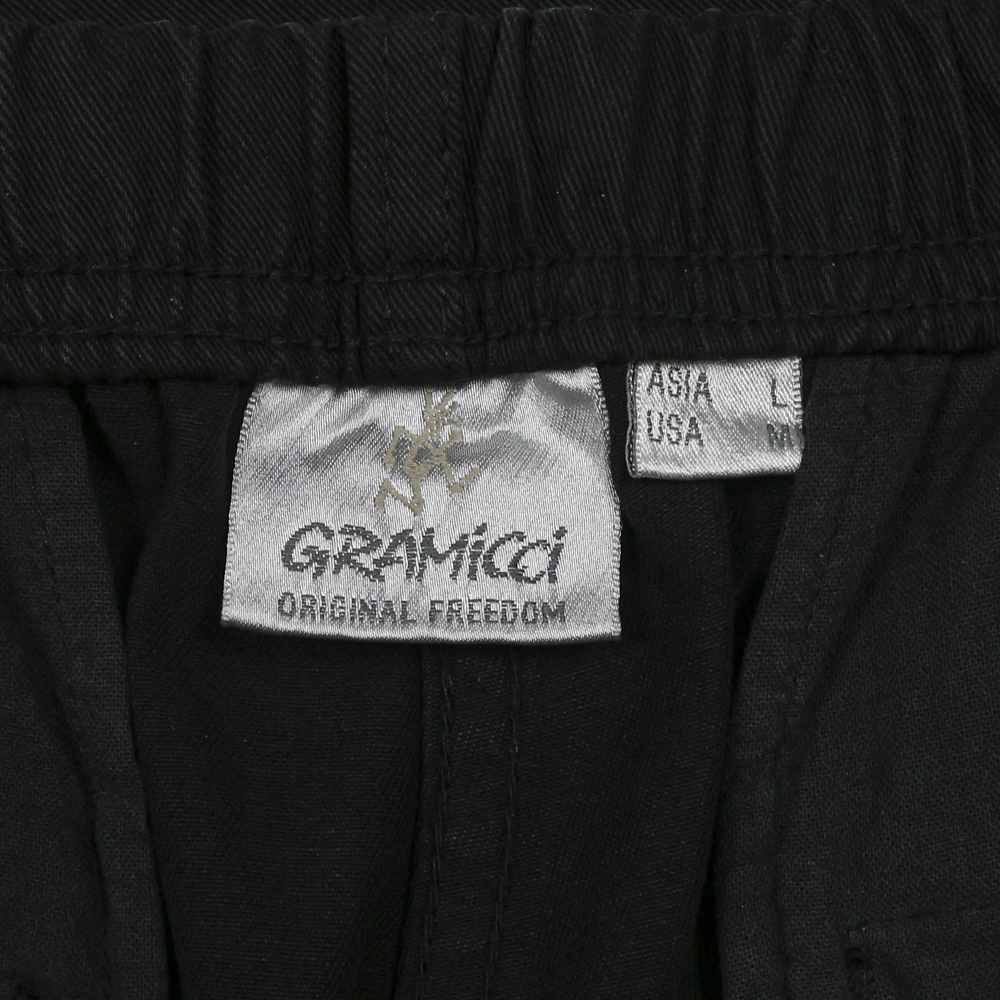 GRAMiCCi
ORIGINAL FREEDOM
ASIA L
USA M